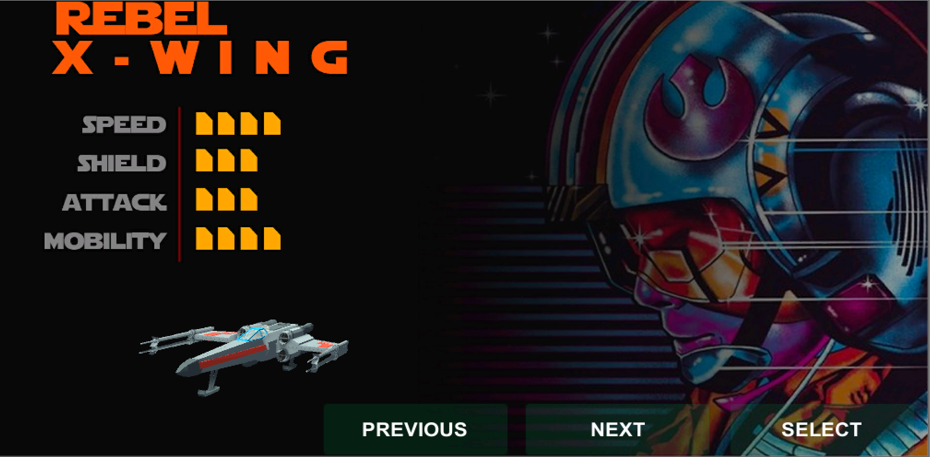 REBEL
X-WING
SPEED
SHIELD
ATTACK
MOBILITY
PREVIOUS
NEXT
SELECT